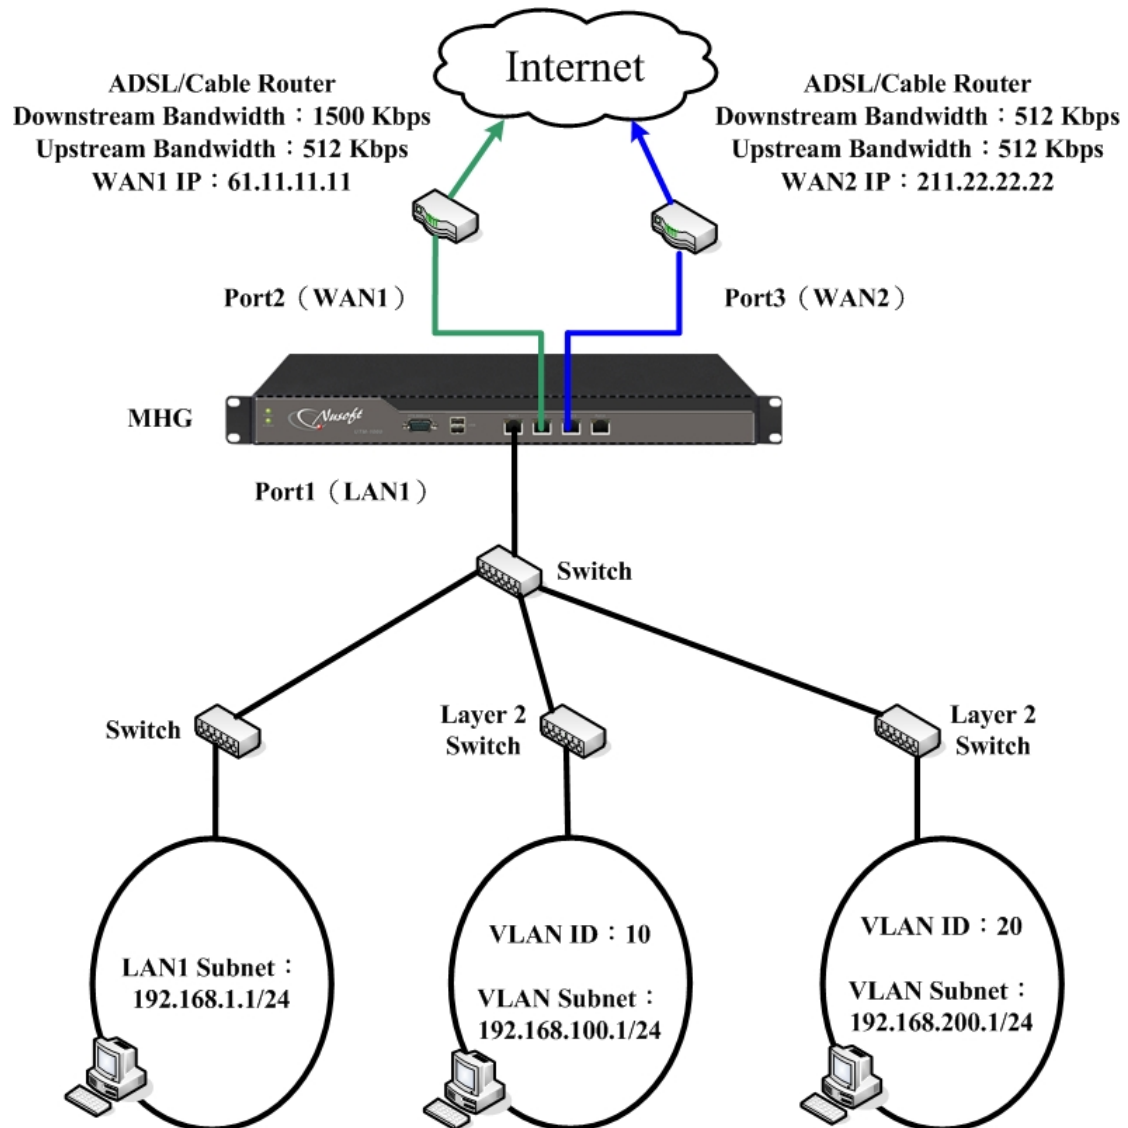 Internet
ADSL/Cable Router
Downstream Bandwidth：1500 Kbps
Upstream Bandwidth：512 Kbps
WAN1 IP：61.11.11.11
ADSL/Cable Router
Downstream Bandwidth：512 Kbps
Upstream Bandwidth：512 Kbps
WAN2 IP：211.22.22.22
Port2（WAN1）
Port3（WAN2）
MHG
Nusoft
Port1（LAN1）
Switch
Switch
Layer 2
Switch
Layer 2
Switch
LAN1 Subnet：
192.168.1.1/24
VLAN ID：10
VLAN Subnet：
192.168.100.1/24
VLAN ID：20
VLAN Subnet：
192.168.200.1/24